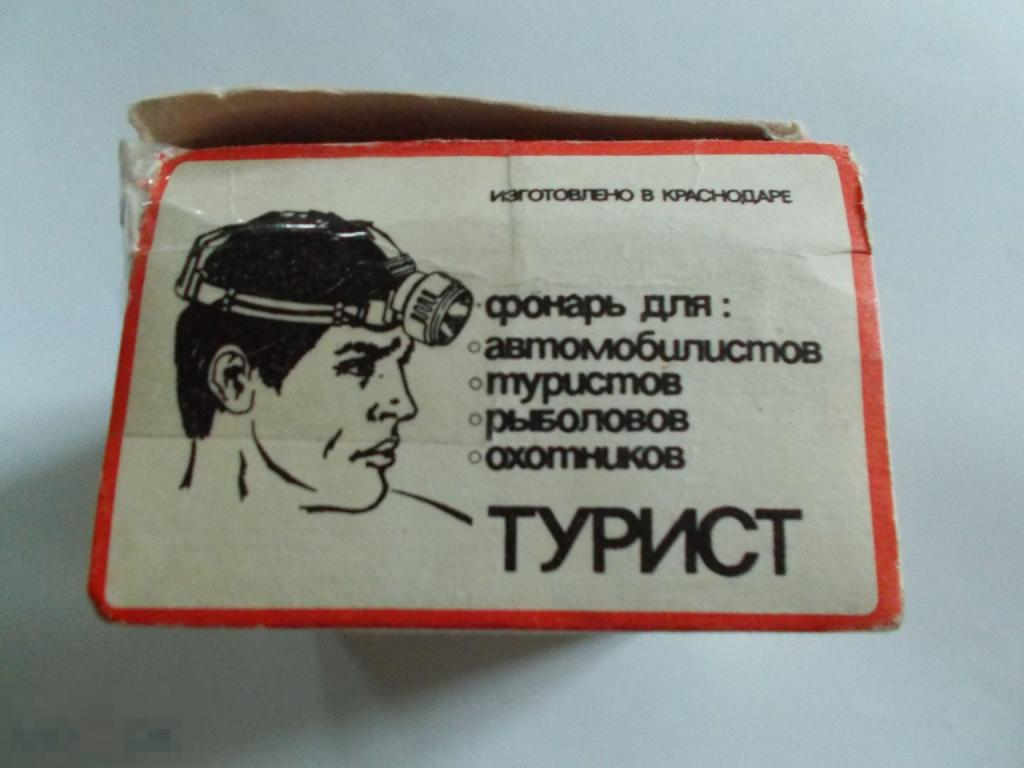 ИЗГОТОВЛЕНО В КРАСНОДАРЕ
фонарь для:
◦автомобилистов
◦туристов
◦рыболовов
◦охотников
ТУРИСТ